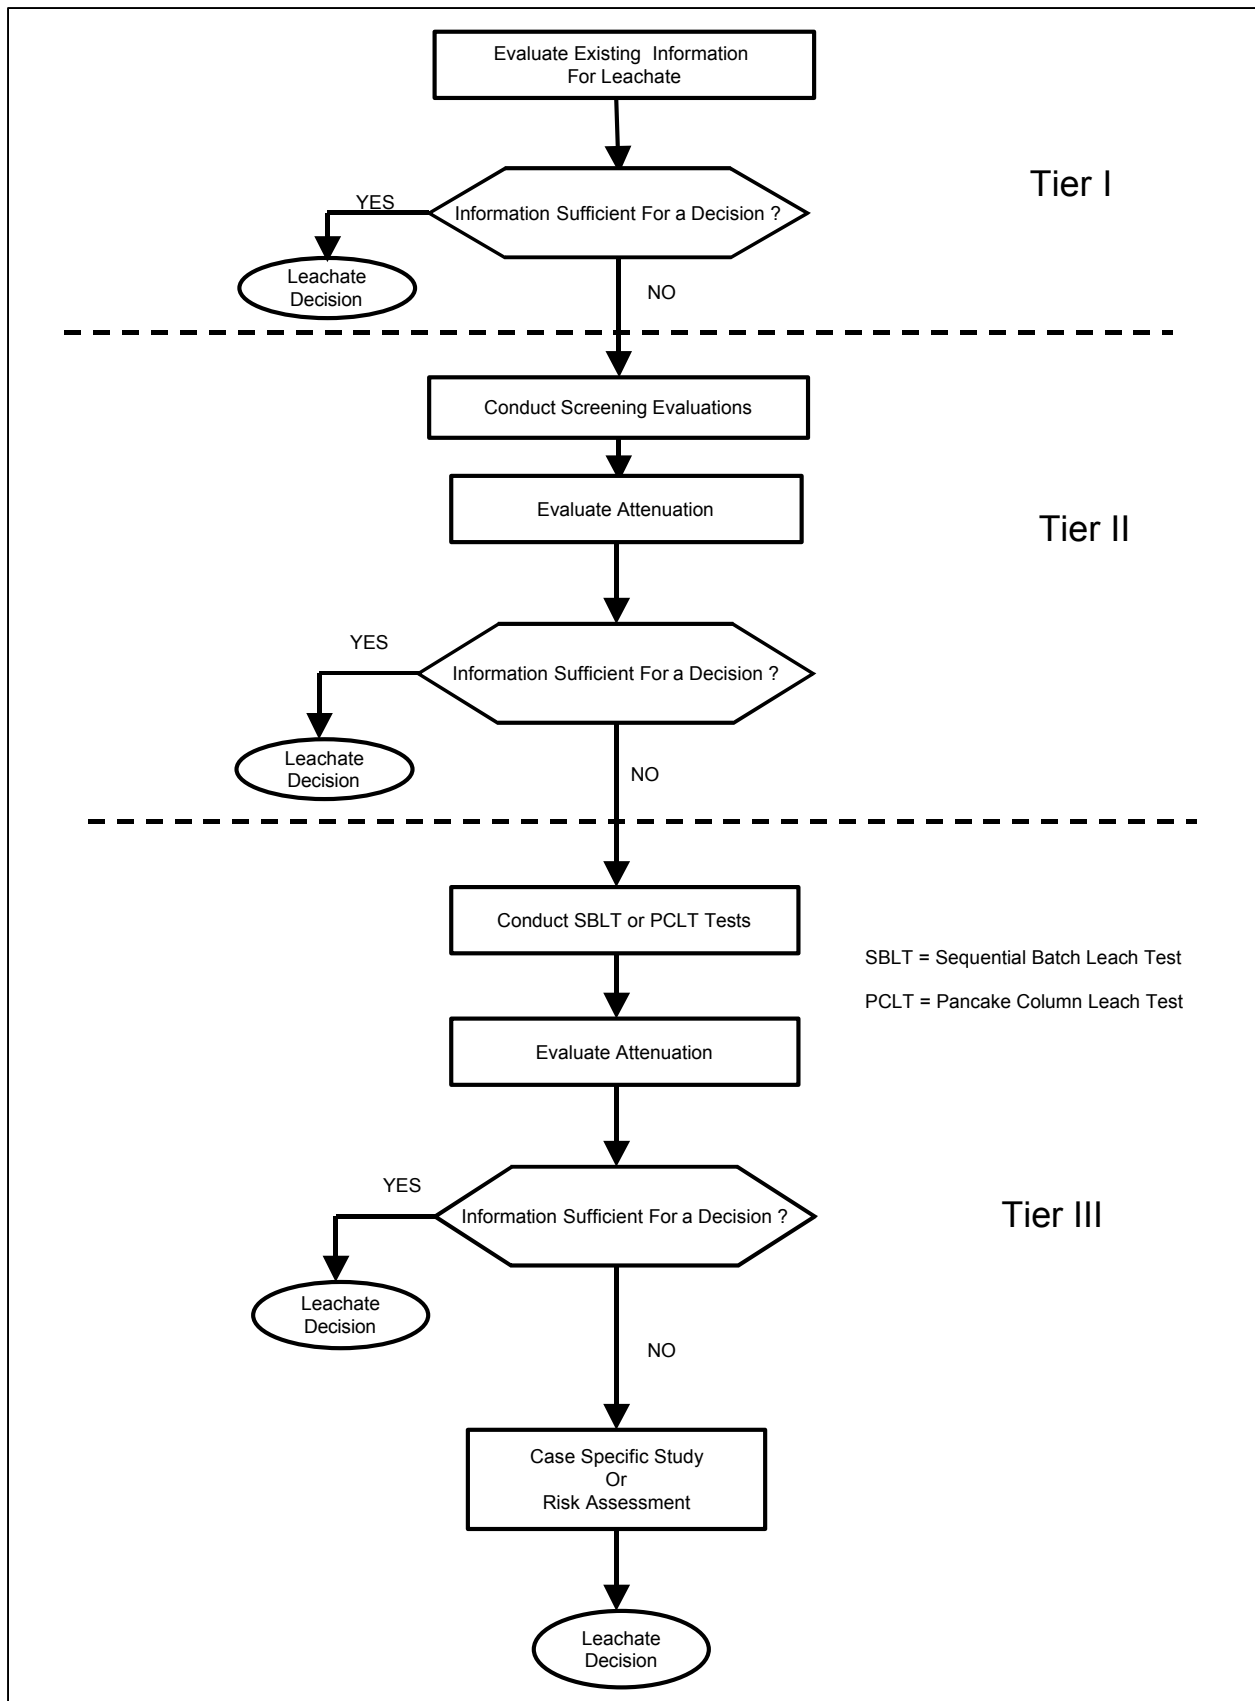 Evaluate Existing Information
For Leachate
Tier I
YES
Information Sufficient For a Decision ?
Leachate
Decision
NO
Conduct Screening Evaluations
Evaluate Attenuation
Tier II
YES
Information Sufficient For a Decision ?
Leachate
Decision
NO
Conduct SBLT or PCLT Tests
SBLT = Sequential Batch Leach Test
PCLT = Pancake Column Leach Test
Evaluate Attenuation
YES
Information Sufficient For a Decision ?
Tier III
Leachate
Decision
NO
Case Specific Study
Or
Risk Assessment
Leachate
Decision